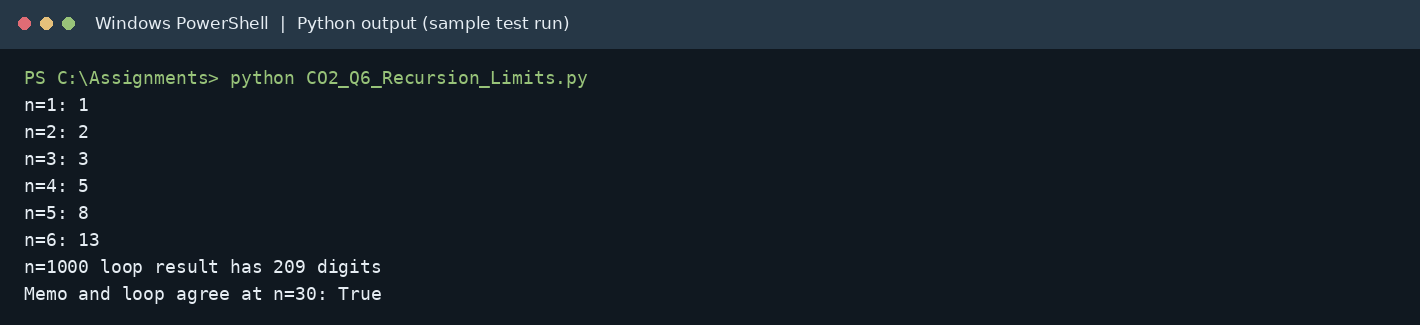 Windows PowerShell | Python output (sample test run)
PS C:\Assignments> python CO2_Q6_Recursion_Limits.py
n=1: 1
n=2: 2
n=3: 3
n=4: 5
n=5: 8
n=6: 13
n=1000 loop result has 209 digits
Memo and loop agree at n=30: True